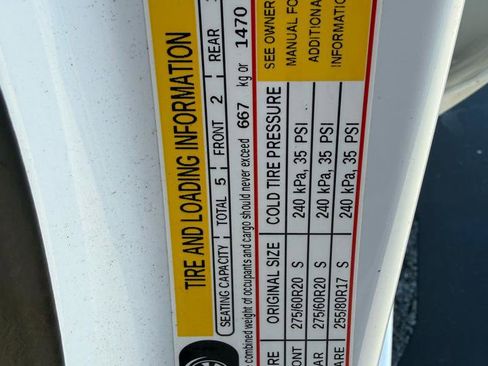 TIRE AND LOADING INFORMATION
SEATING CAPACITY TOTAL 5 FRONT 2 REAR
combined weight of occupants and cargo should never exceed 667 kg or 1470
ORIGINAL SIZE COLD TIRE PRESSURE SEE OWNER
275/60R20 S 240 kPa, 35 PSI MANUAL FO
275/60R20 S 240 kPa, 35 PSI ADDITIONA
255/80R17 S 240 kPa, 35 PSI INFORMATION